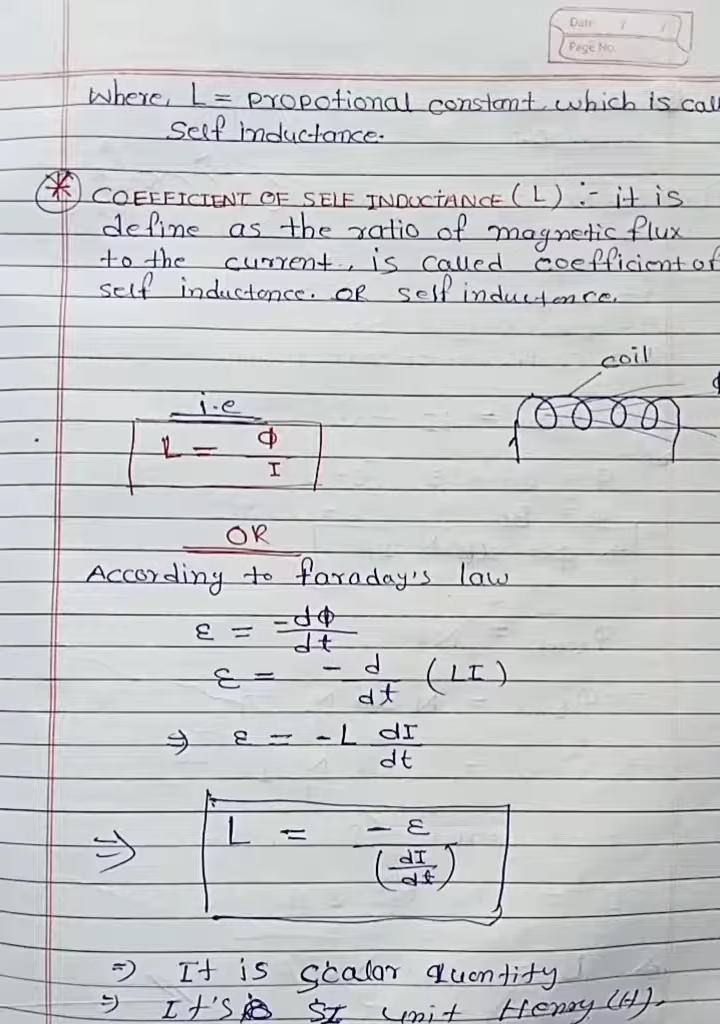 Date / /
Page No.
Where, L = propotional constant which is call
Self inductance.
* COEFFICIENT OF SELF INDUCTANCE (L) :- it is
define as the ratio of magnetic flux
to the current, is called coefficient of
self inductance. OR self inductance.
coil
i.e
L = Φ/I
OR
According to faraday's law
ε = -dΦ/dt
ε = - d/dt (LI)
⇒ ε = -L dI/dt
⇒ L = -ε/(dI/dt)
⇒ It is scalar quantity
⇒ It's SI unit Henry (H).